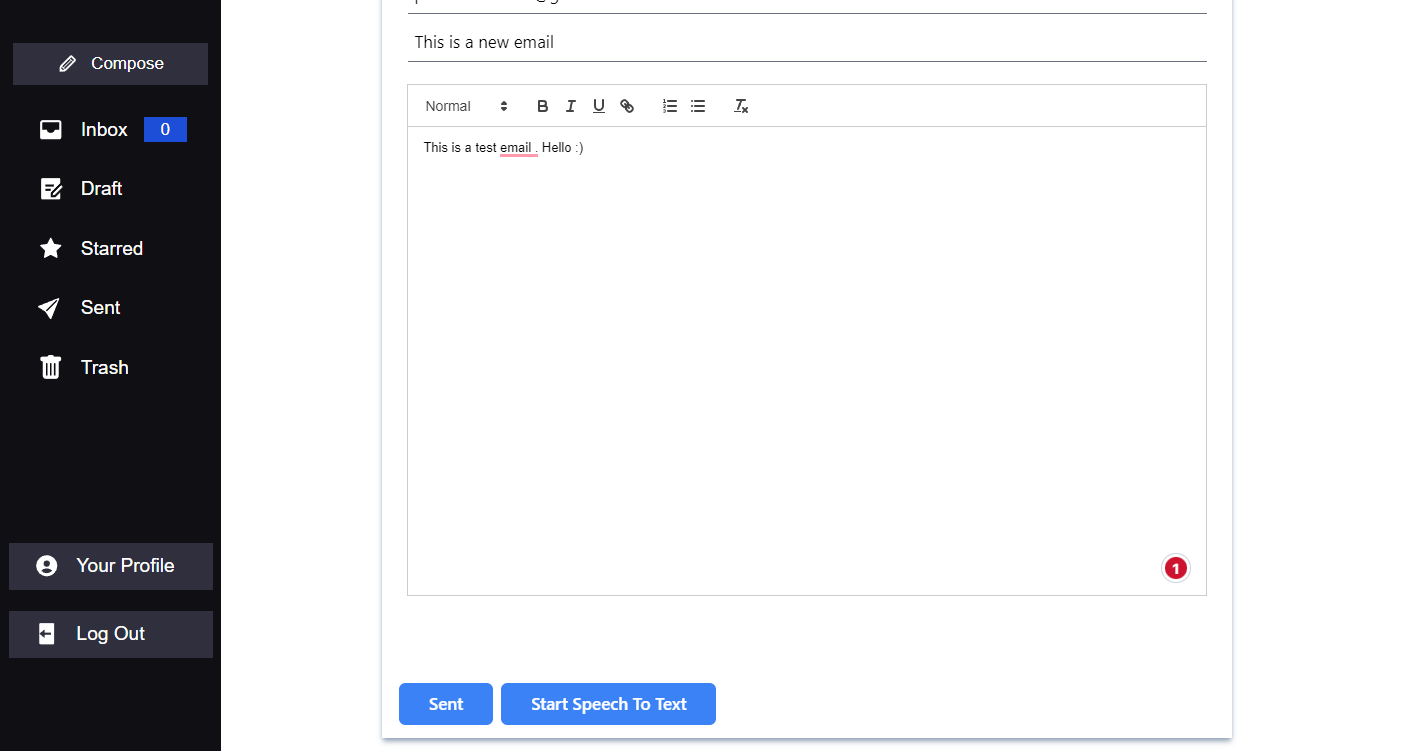 Compose
Inbox 0
Draft
Starred
Sent
Trash
Your Profile
Log Out
This is a new email
Normal
This is a test email . Hello :)
1
Sent
Start Speech To Text